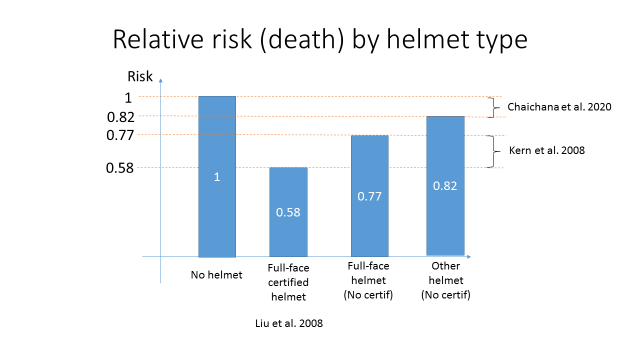 Relative risk (death) by helmet type
Risk
1
0.82
0.77
0.58
Chaichana et al. 2020
Kern et al. 2008
1
0.58
0.77
0.82
No helmet
Full-face
certified
helmet
Full-face
helmet
(No certif)
Other
helmet
(No certif)
Liu et al. 2008